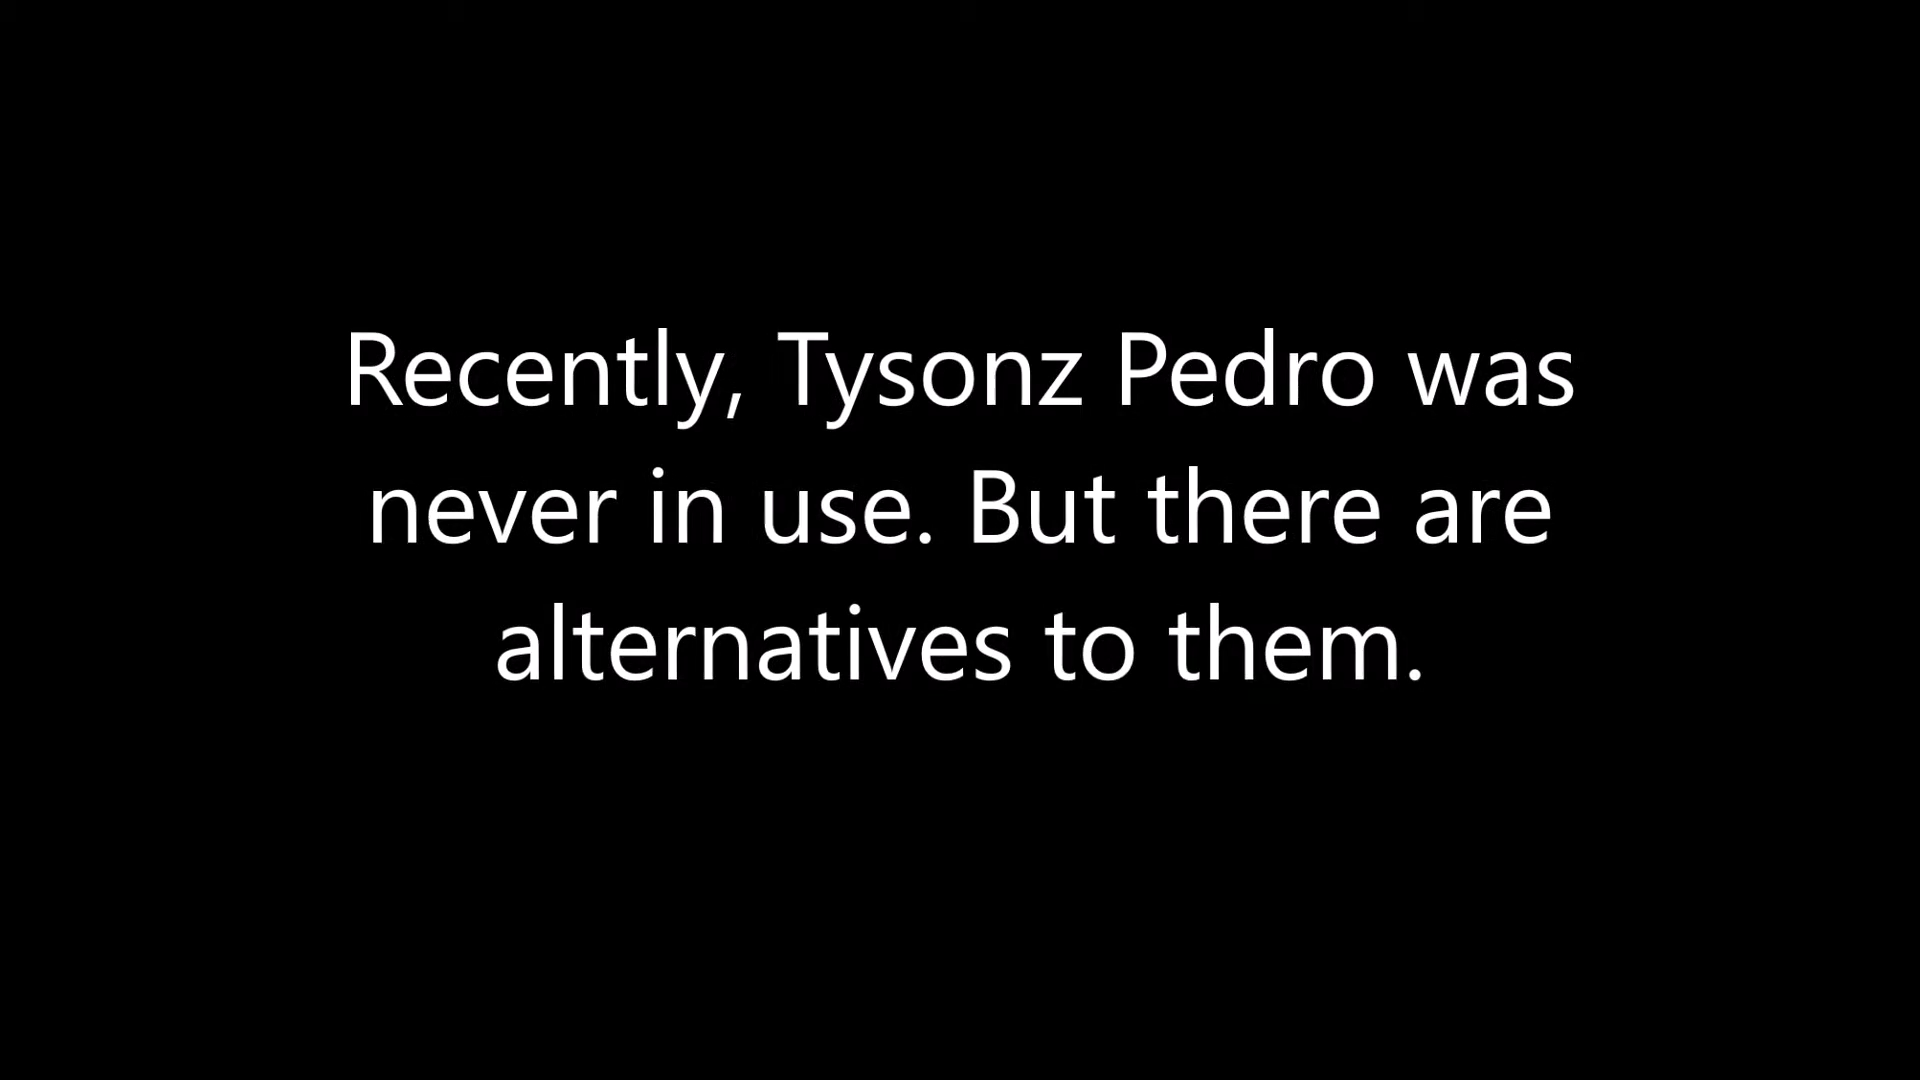 Recently, Tysonz Pedro was
never in use. But there are
alternatives to them.